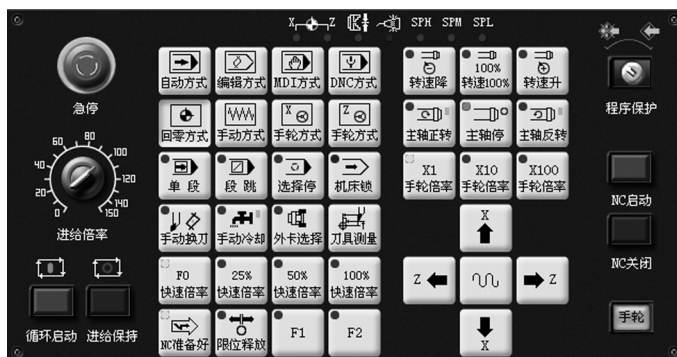 X Z SPH SPM SPL
急停
自动方式 编辑方式 MDI方式 DNC方式 转速降 100% 转速100% 转速升
程序保护
回零方式 手动方式 X 手轮方式 Z 手轮方式 主轴正转 主轴停 主轴反转
0 20 40 60 80 100 120 140 150
进给倍率
单段 段跳 选择停 机床锁 X1 手轮倍率 X10 手轮倍率 X100 手轮倍率
NC启动
手动换刀 手动冷却 外卡选择 刀具测量 X
NC关闭
F0 快速倍率 25% 快速倍率 50% 快速倍率 100% 快速倍率 Z Z
循环启动 进给保持
NC准备好 限位释放 F1 F2 X
手轮